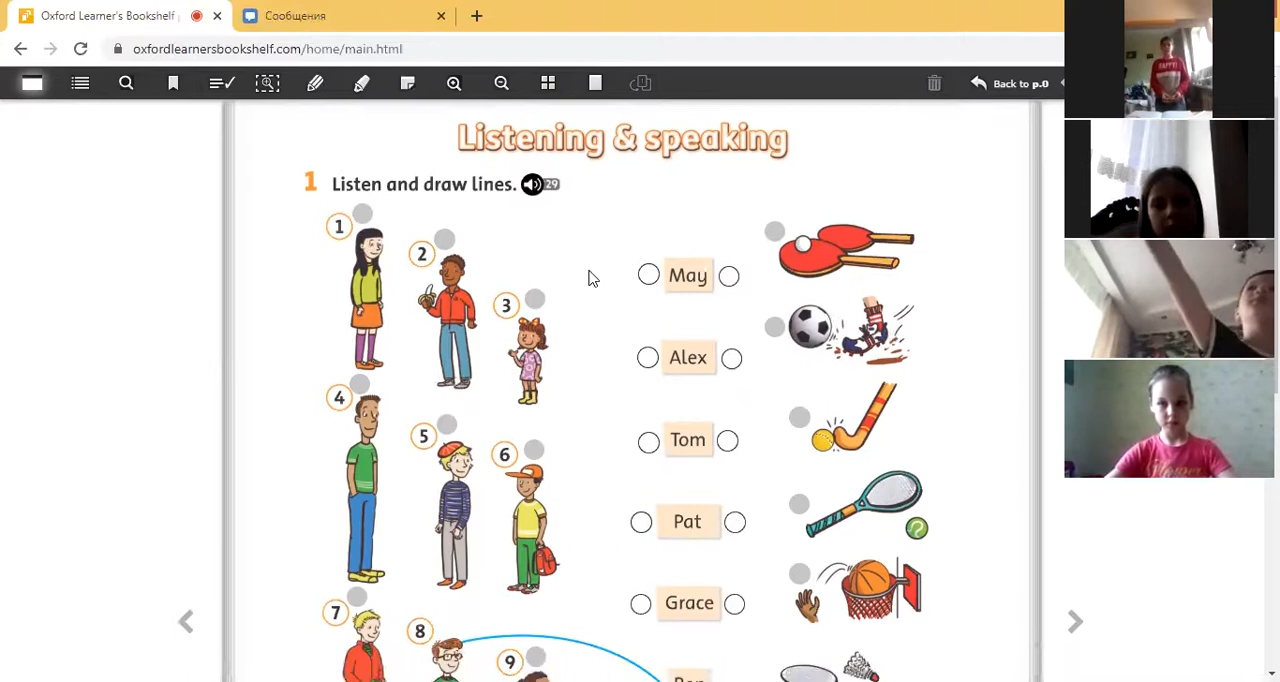 Oxford Learner's Bookshelf
Сообщения
oxfordlearnersbookshelf.com/home/main.html
Back to p.0
Listening & speaking
1 Listen and draw lines. 29
1
2
3
May
Alex
4
5
6
Tom
Pat
Grace
7
8
9